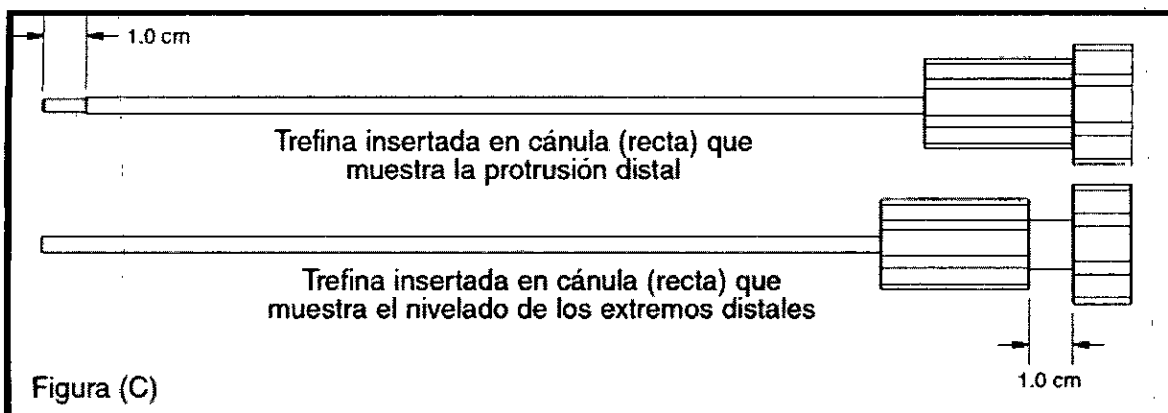 1.0 cm
Trefina insertada en cánula (recta) que
muestra la protrusión distal
Trefina insertada en cánula (recta) que
muestra el nivelado de los extremos distales
1.0 cm
Figura (C)